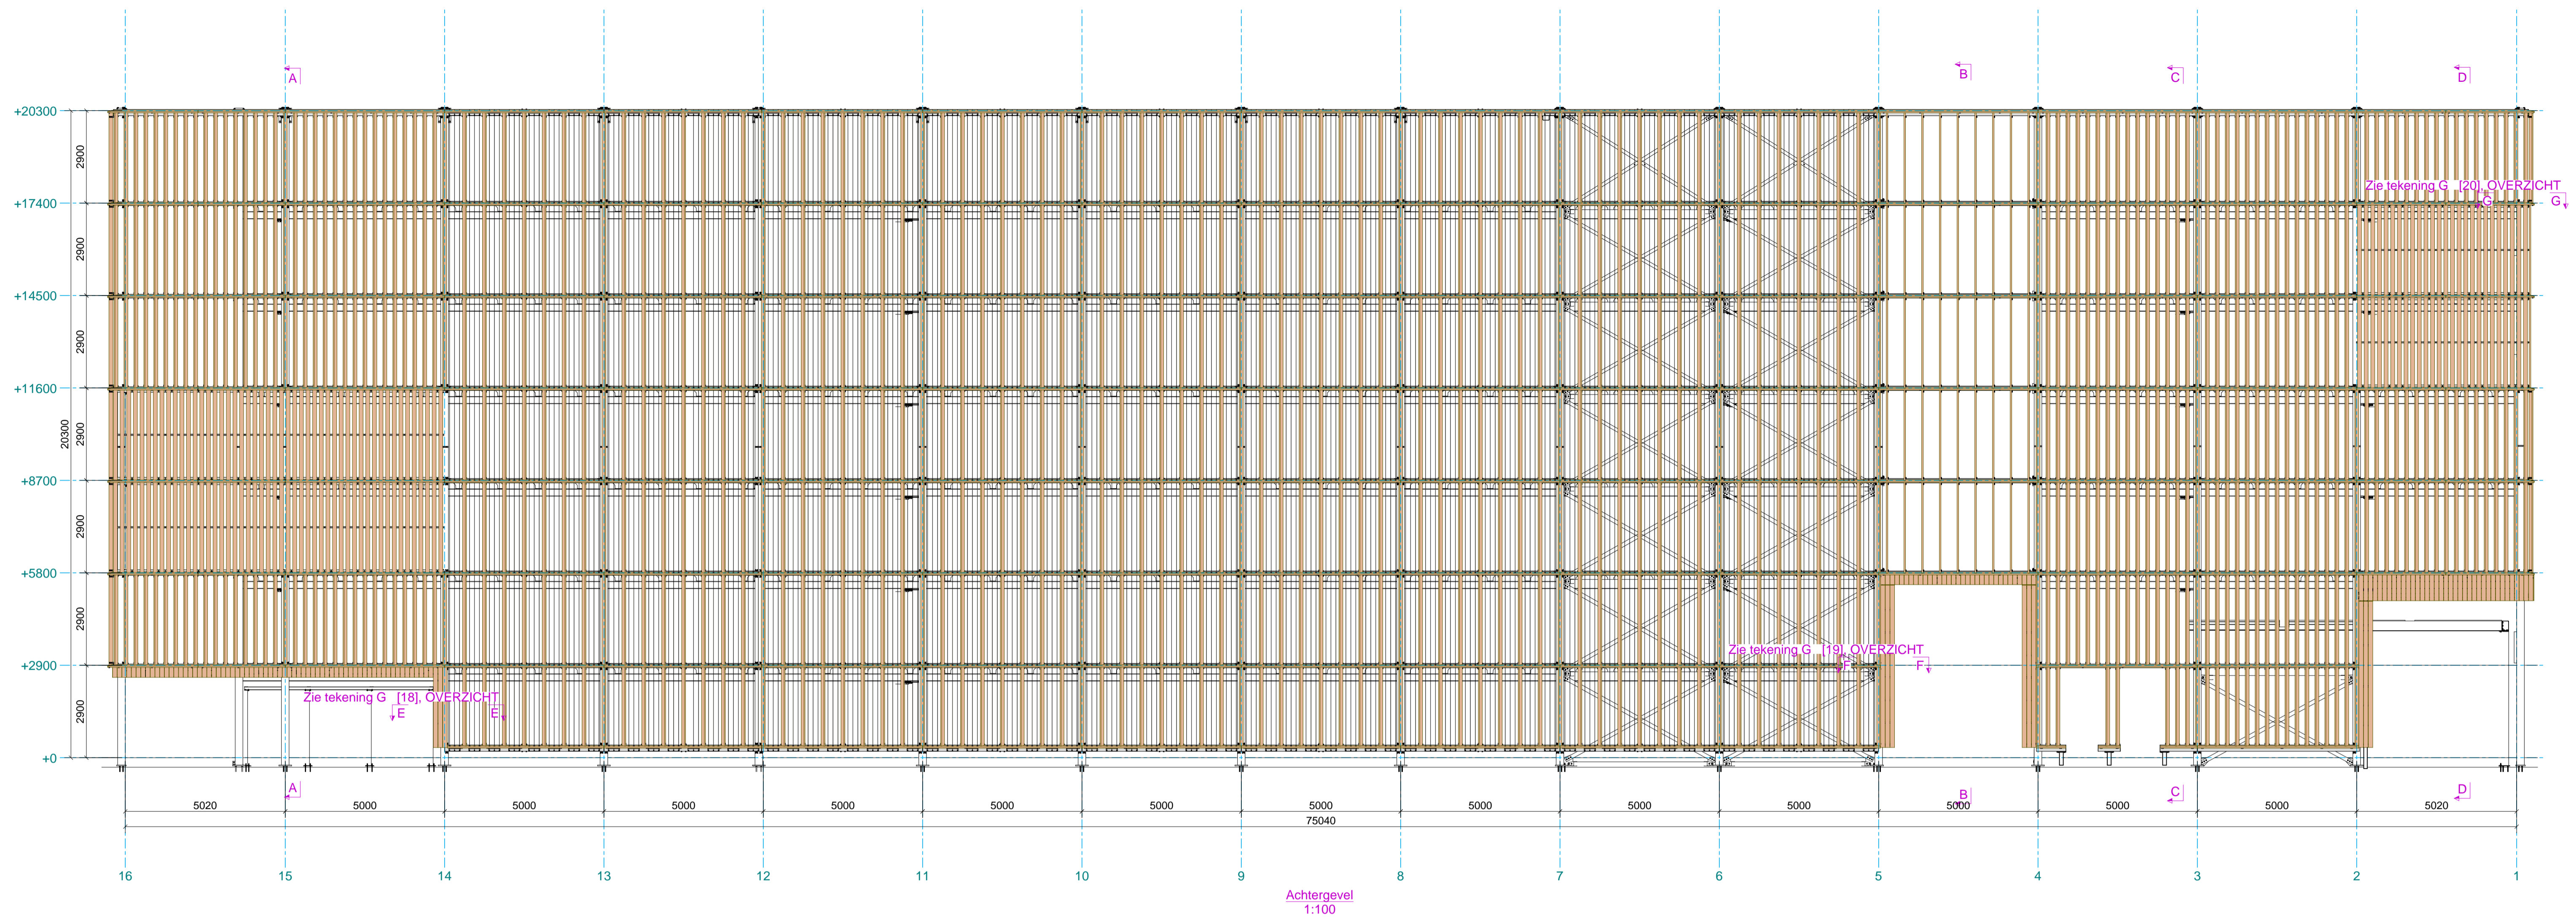 A
B
C
D
+20300
2900
Zie tekening G [20], OVERZICHT
G
G
+17400
2900
+14500
2900
+11600
20300
2900
+8700
2900
+5800
2900
Zie tekening G [19], OVERZICHT
F
F
+2900
Zie tekening G [18], OVERZICHT
E
E
2900
+0
A
B
C
D
5020
5000
5000
5000
5000
5000
5000
5000
5000
5000
5000
5000
5000
5000
5020
75040
16
15
14
13
12
11
10
9
8
7
6
5
4
3
2
1
Achtergevel
1:100